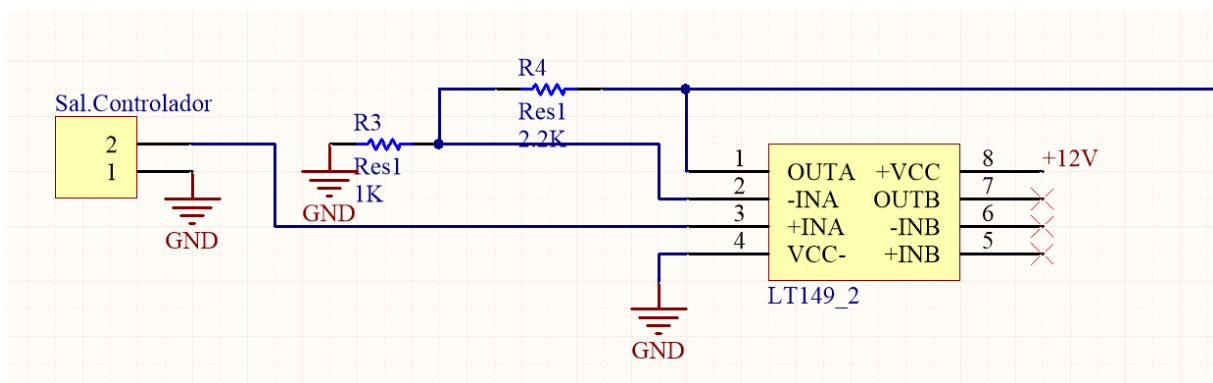 R4
Res1
2.2K
Sal.Controlador
2
1
GND
R3
Res1
1K
GND
1
2
3
4
OUTA +VCC
-INA OUTB
+INA -INB
VCC- +INB
8
7
6
5
+12V
LT149_2
GND